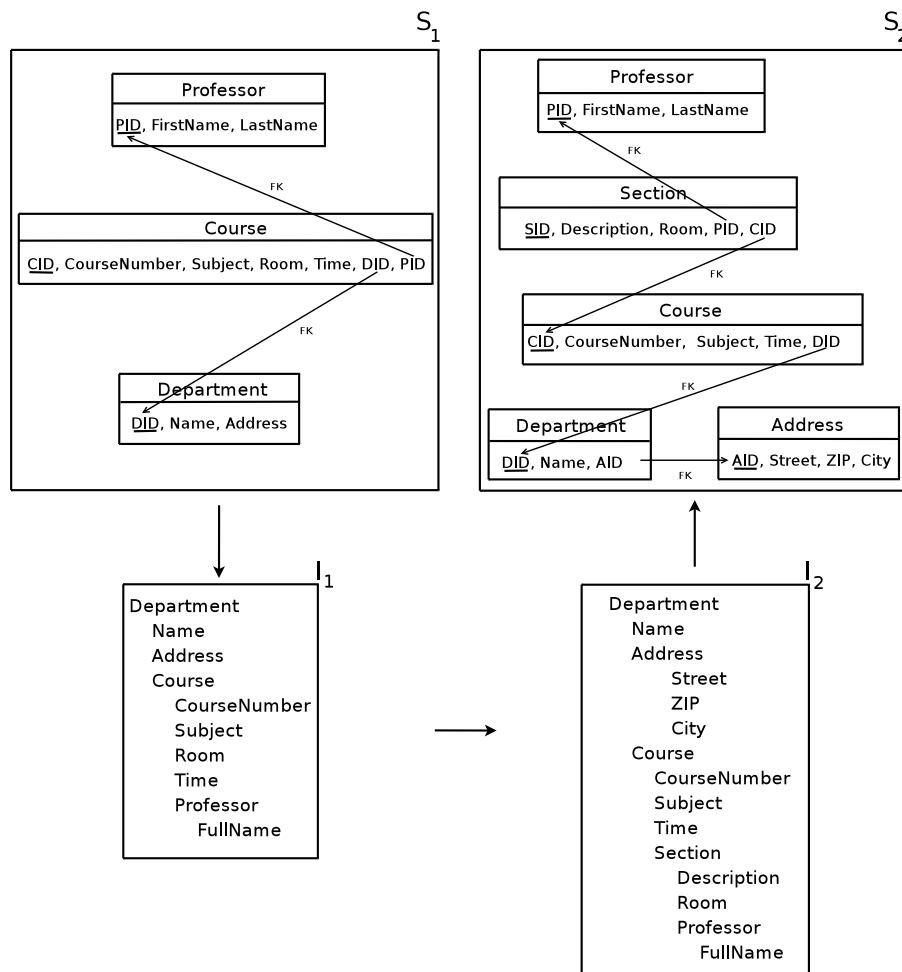 S1
Professor
PID, FirstName, LastName
FK
Course
CID, CourseNumber, Subject, Room, Time, DID, PID
FK
Department
DID, Name, Address
S2
Professor
PID, FirstName, LastName
Section
SID, Description, Room, PID, CID
FK
Course
CID, CourseNumber, Subject, Time, DID
FK
Department
DID, Name, AID
FK
Address
AID, Street, ZIP, City
I1
Department
Name
Address
Course
CourseNumber
Subject
Room
Time
Professor
FullName
I2
Department
Name
Address
Street
ZIP
City
Course
CourseNumber
Subject
Time
Section
Description
Room
Professor
FullName